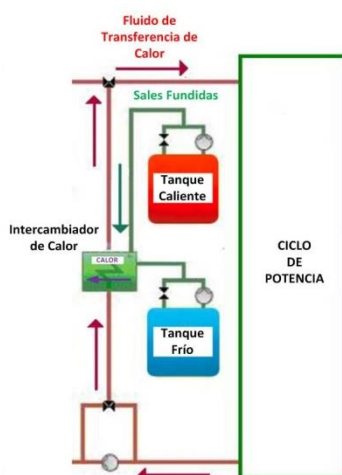 Fluido de
Transferencia de
Calor
Sales Fundidas
Tanque
Caliente
Intercambiador
de Calor
CALOR
CICLO
DE
POTENCIA
Tanque
Frío